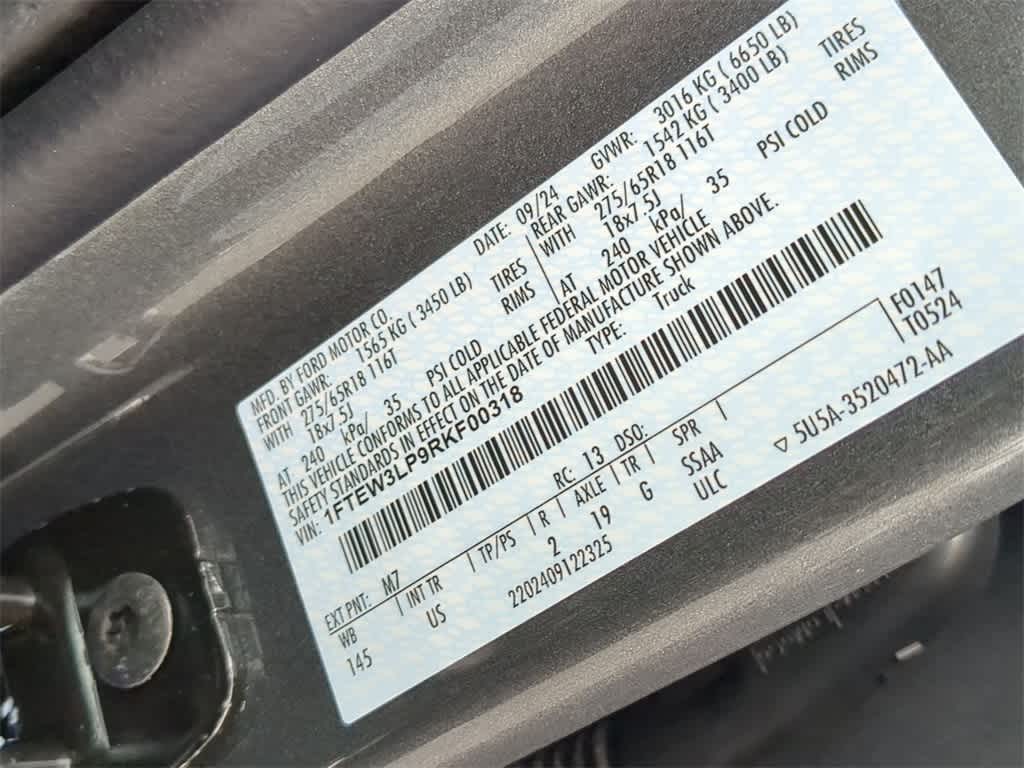 MFD. BY FORD MOTOR CO. DATE: 09/24 GVWR: 3016 KG ( 6650 LB)
FRONT GAWR: 1565 KG ( 3450 LB) REAR GAWR: 1542 KG ( 3400 LB)
WITH 275/65R18 116T TIRES WITH 275/65R18 116T TIRES
18x7.5J RIMS 18x7.5J RIMS
AT 240 kPa/ 35 PSI COLD AT 240 kPa/ 35 PSI COLD
THIS VEHICLE CONFORMS TO ALL APPLICABLE FEDERAL MOTOR VEHICLE
SAFETY STANDARDS IN EFFECT ON THE DATE OF MANUFACTURE SHOWN ABOVE.
VIN: 1FTEW3LP9RKF00318 TYPE: Truck
F0147
EXT PNT: M7 RC: 13 DSO: T0524
WB INT TR TP/PS R AXLE TR SPR
145 US 2 19 G SSAA ▽ 5U5A-3520472-AA
2202409122325 ULC